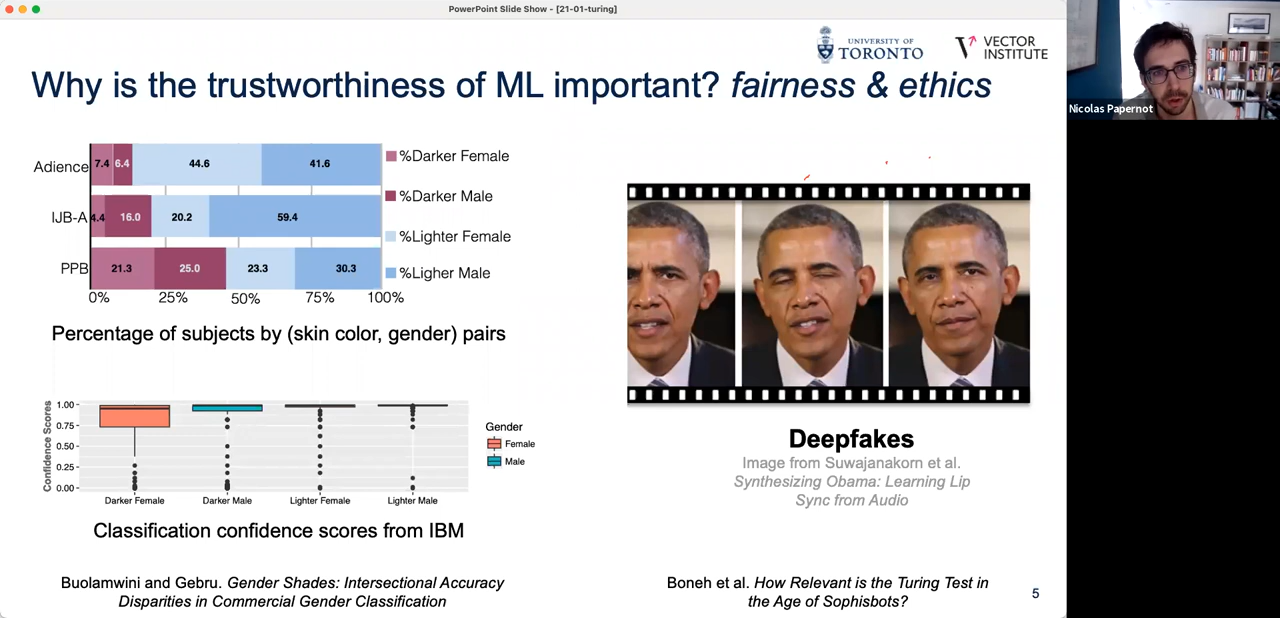 PowerPoint Slide Show - [21-01-turing]
UNIVERSITY OF
TORONTO
VECTOR
INSTITUTE
Why is the trustworthiness of ML important? fairness & ethics
Nicolas Papernot
Adience
7.4
6.4
44.6
41.6
IJB-A
4.4
16.0
20.2
59.4
PPB
21.3
25.0
23.3
30.3
0%
25%
50%
75%
100%
%Darker Female
%Darker Male
%Lighter Female
%Ligher Male
Percentage of subjects by (skin color, gender) pairs
Confidence Scores
1.00
0.75
0.50
0.25
0.00
Darker Female
Darker Male
Lighter Female
Lighter Male
Gender
Female
Male
Classification confidence scores from IBM
Buolamwini and Gebru. Gender Shades: Intersectional Accuracy
Disparities in Commercial Gender Classification
Deepfakes
Image from Suwajanakorn et al.
Synthesizing Obama: Learning Lip
Sync from Audio
Boneh et al. How Relevant is the Turing Test in
the Age of Sophisbots?
5